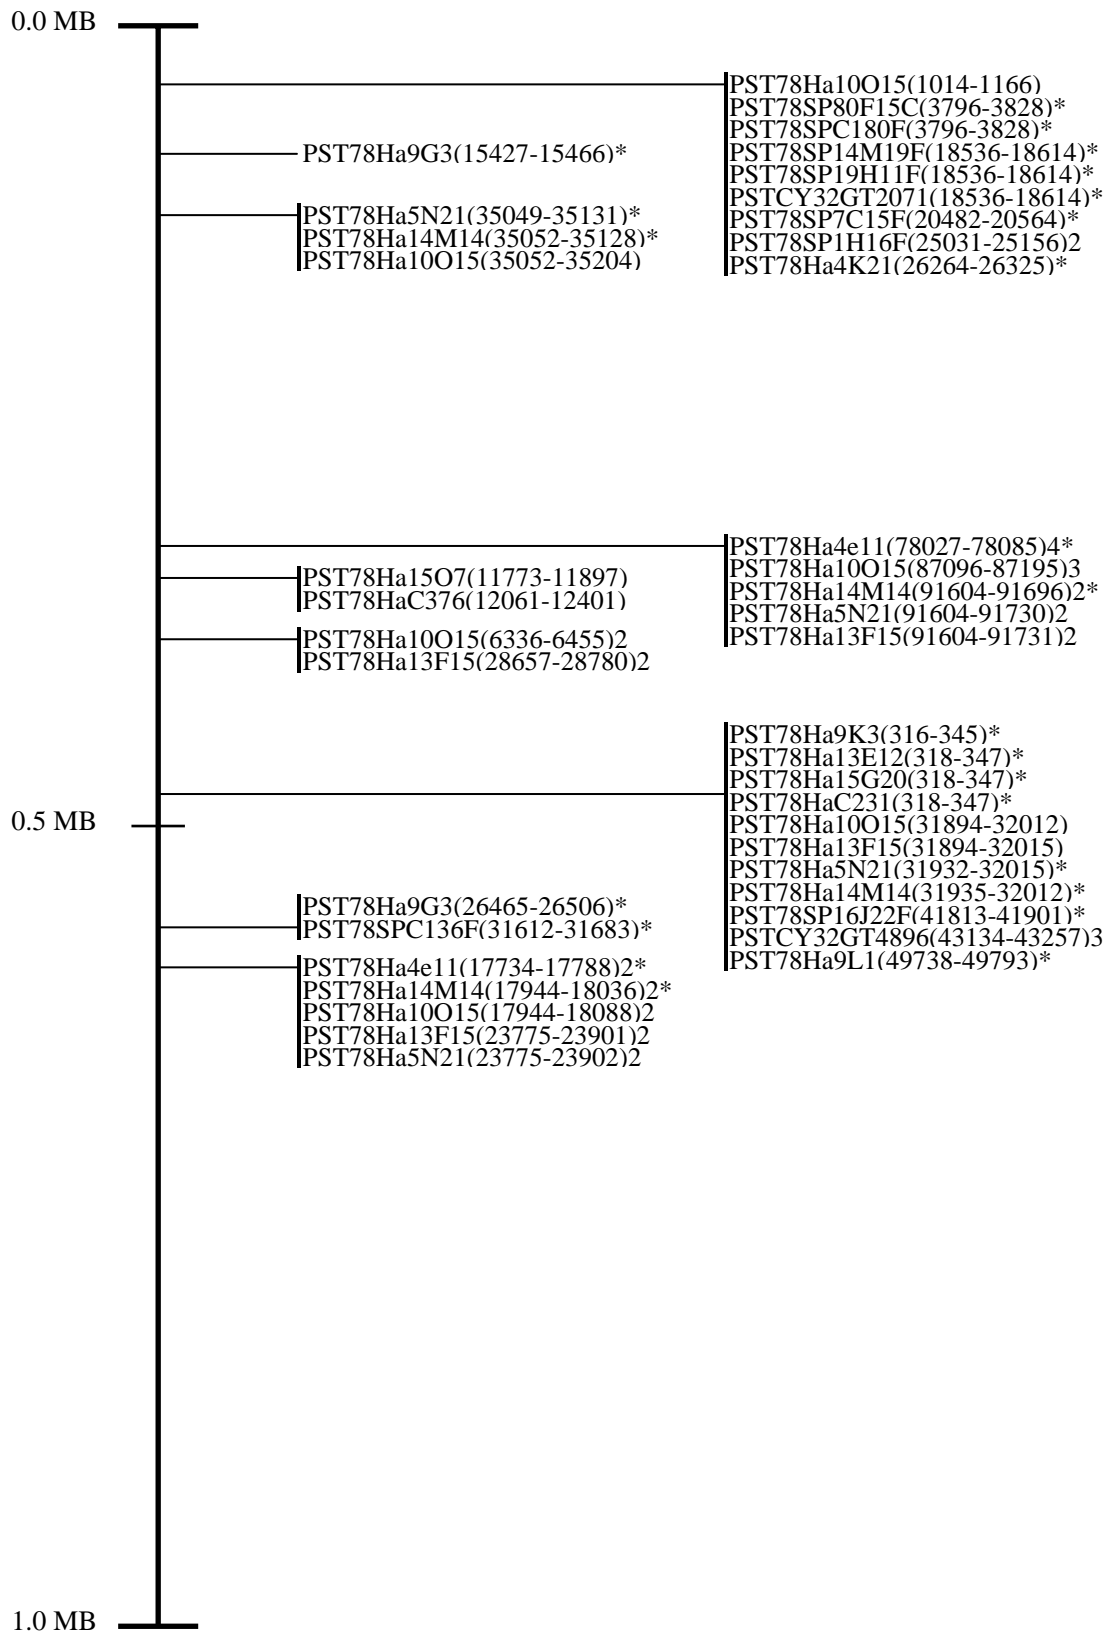 0.0 MB
PST78Ha10O15(1014-1166)
PST78SP80F15C(3796-3828)*
PST78SPC180F(3796-3828)*
PST78SP14M19F(18536-18614)*
PST78SP19H11F(18536-18614)*
PSTCY32GT2071(18536-18614)*
PST78SP7C15F(20482-20564)*
PST78SP1H16F(25031-25156)2
PST78Ha4K21(26264-26325)*
PST78Ha9G3(15427-15466)*
PST78Ha5N21(35049-35131)*
PST78Ha14M14(35052-35128)*
PST78Ha10O15(35052-35204)
PST78Ha4e11(78027-78085)4*
PST78Ha10O15(87096-87195)3
PST78Ha14M14(91604-91696)2*
PST78Ha5N21(91604-91730)2
PST78Ha13F15(91604-91731)2
PST78Ha15O7(11773-11897)
PST78HaC376(12061-12401)
PST78Ha10O15(6336-6455)2
PST78Ha13F15(28657-28780)2
PST78Ha9K3(316-345)*
PST78Ha13E12(318-347)*
PST78Ha15G20(318-347)*
PST78HaC231(318-347)*
PST78Ha10O15(31894-32012)
PST78Ha13F15(31894-32015)
PST78Ha5N21(31932-32015)*
PST78Ha14M14(31935-32012)*
PST78SP16J22F(41813-41901)*
PSTCY32GT4896(43134-43257)3
PST78Ha9L1(49738-49793)*
0.5 MB
PST78Ha9G3(26465-26506)*
PST78SPC136F(31612-31683)*
PST78Ha4e11(17734-17788)2*
PST78Ha14M14(17944-18036)2*
PST78Ha10O15(17944-18088)2
PST78Ha13F15(23775-23901)2
PST78Ha5N21(23775-23902)2
1.0 MB